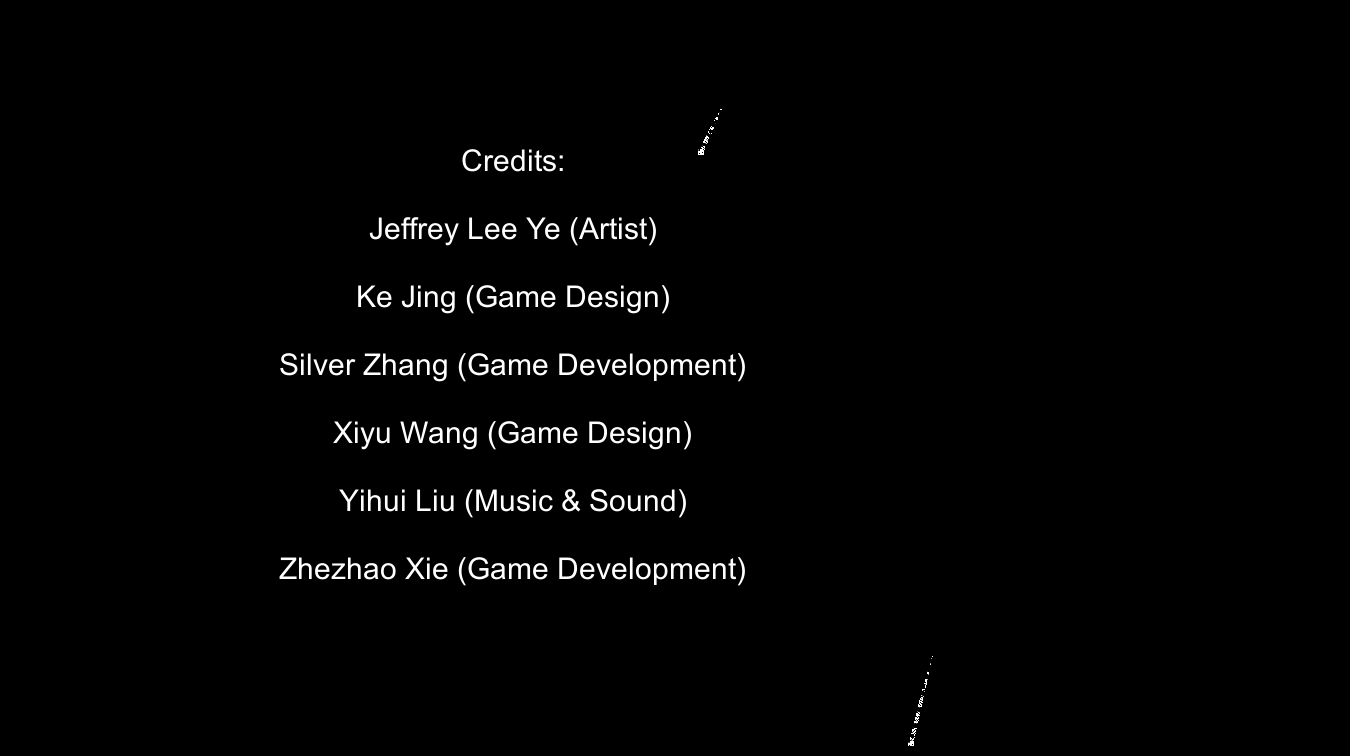 Credits:
Jeffrey Lee Ye (Artist)
Ke Jing (Game Design)
Silver Zhang (Game Development)
Xiyu Wang (Game Design)
Yihui Liu (Music & Sound)
Zhezhao Xie (Game Development)